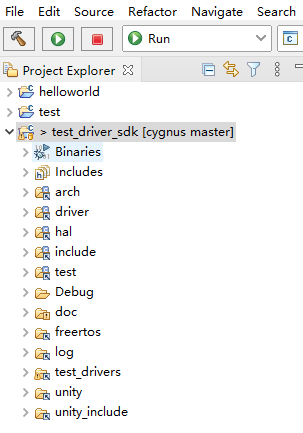 File Edit Source Refactor Navigate Search
Run
Project Explorer
helloworld
test
> test_driver_sdk [cygnus master]
Binaries
Includes
arch
driver
hal
include
test
Debug
doc
freertos
log
test_drivers
unity
unity_include